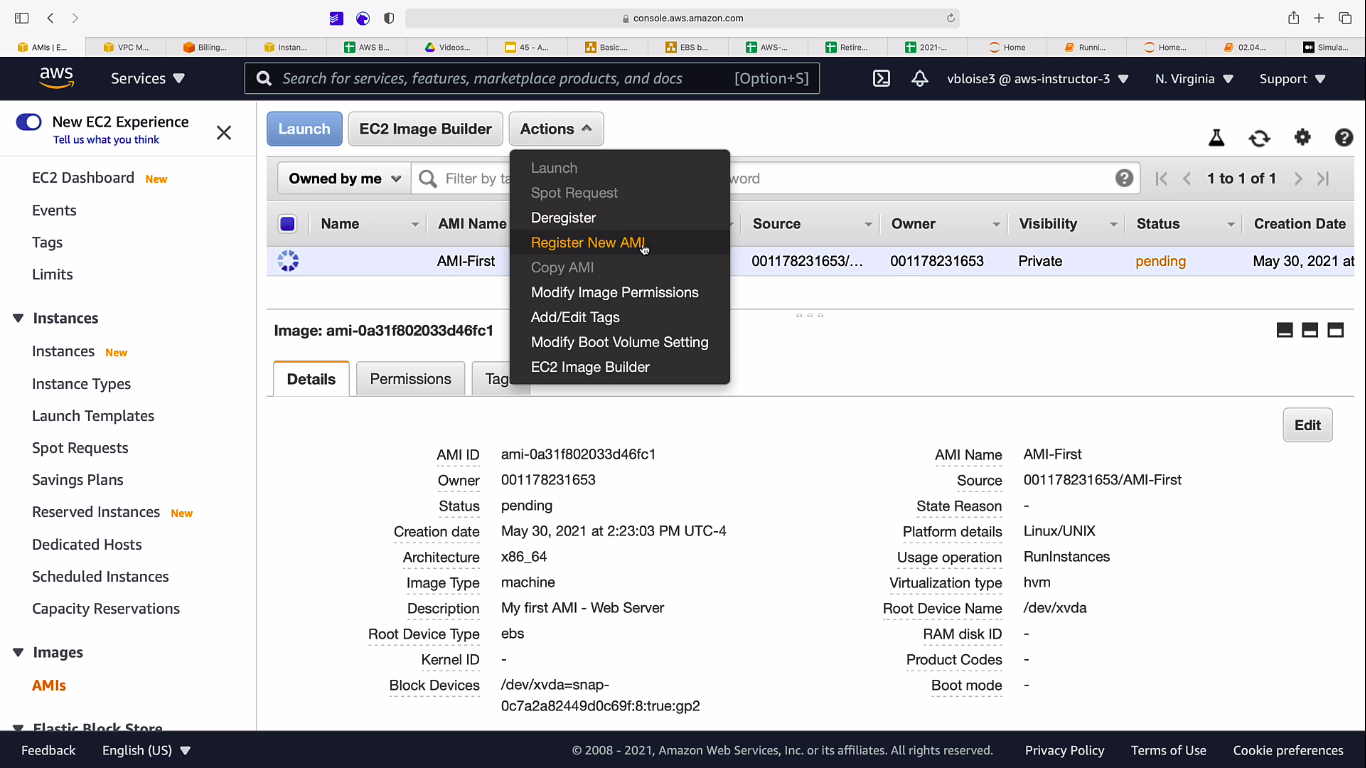 console.aws.amazon.com
AMIs | E...
VPC M...
Billing...
Instan...
AWS B...
Videos...
45 - A...
Basic....
EBS b...
AWS-...
Retire...
2021-...
Home
Runni...
Home...
02.04...
Simula...
aws
Services
Search for services, features, marketplace products, and docs [Option+S]
vbloise3 @ aws-instructor-3
N. Virginia
Support
New EC2 Experience
Tell us what you think
EC2 Dashboard New
Events
Tags
Limits
Instances
Instances New
Instance Types
Launch Templates
Spot Requests
Savings Plans
Reserved Instances New
Dedicated Hosts
Scheduled Instances
Capacity Reservations
Images
AMIs
Elastic Block Store
Launch
EC2 Image Builder
Actions
Launch
Spot Request
Deregister
Register New AMI
Copy AMI
Modify Image Permissions
Add/Edit Tags
Modify Boot Volume Setting
EC2 Image Builder
Owned by me
Filter by ta
word
1 to 1 of 1
Name AMI Name Source Owner Visibility Status Creation Date
AMI-First 001178231653/... 001178231653 Private pending May 30, 2021 at
Image: ami-0a31f802033d46fc1
Details Permissions Tag
Edit
AMI ID ami-0a31f802033d46fc1
Owner 001178231653
Status pending
Creation date May 30, 2021 at 2:23:03 PM UTC-4
Architecture x86_64
Image Type machine
Description My first AMI - Web Server
Root Device Type ebs
Kernel ID -
Block Devices /dev/xvda=snap-
0c7a2a82449d0c69f:8:true:gp2
AMI Name AMI-First
Source 001178231653/AMI-First
State Reason -
Platform details Linux/UNIX
Usage operation RunInstances
Virtualization type hvm
Root Device Name /dev/xvda
RAM disk ID -
Product Codes -
Boot mode -
Feedback
English (US)
© 2008 - 2021, Amazon Web Services, Inc. or its affiliates. All rights reserved.
Privacy Policy
Terms of Use
Cookie preferences